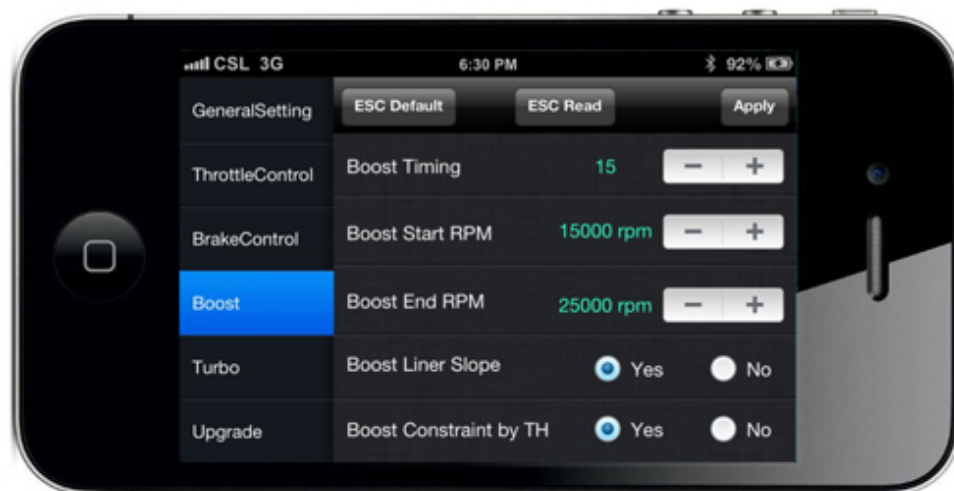 CSL 3G 6:30 PM 92%
GeneralSetting
ThrottleControl
BrakeControl
Boost
Turbo
Upgrade
ESC Default ESC Read Apply
Boost Timing 15 − +
Boost Start RPM 15000 rpm − +
Boost End RPM 25000 rpm − +
Boost Liner Slope Yes No
Boost Constraint by TH Yes No